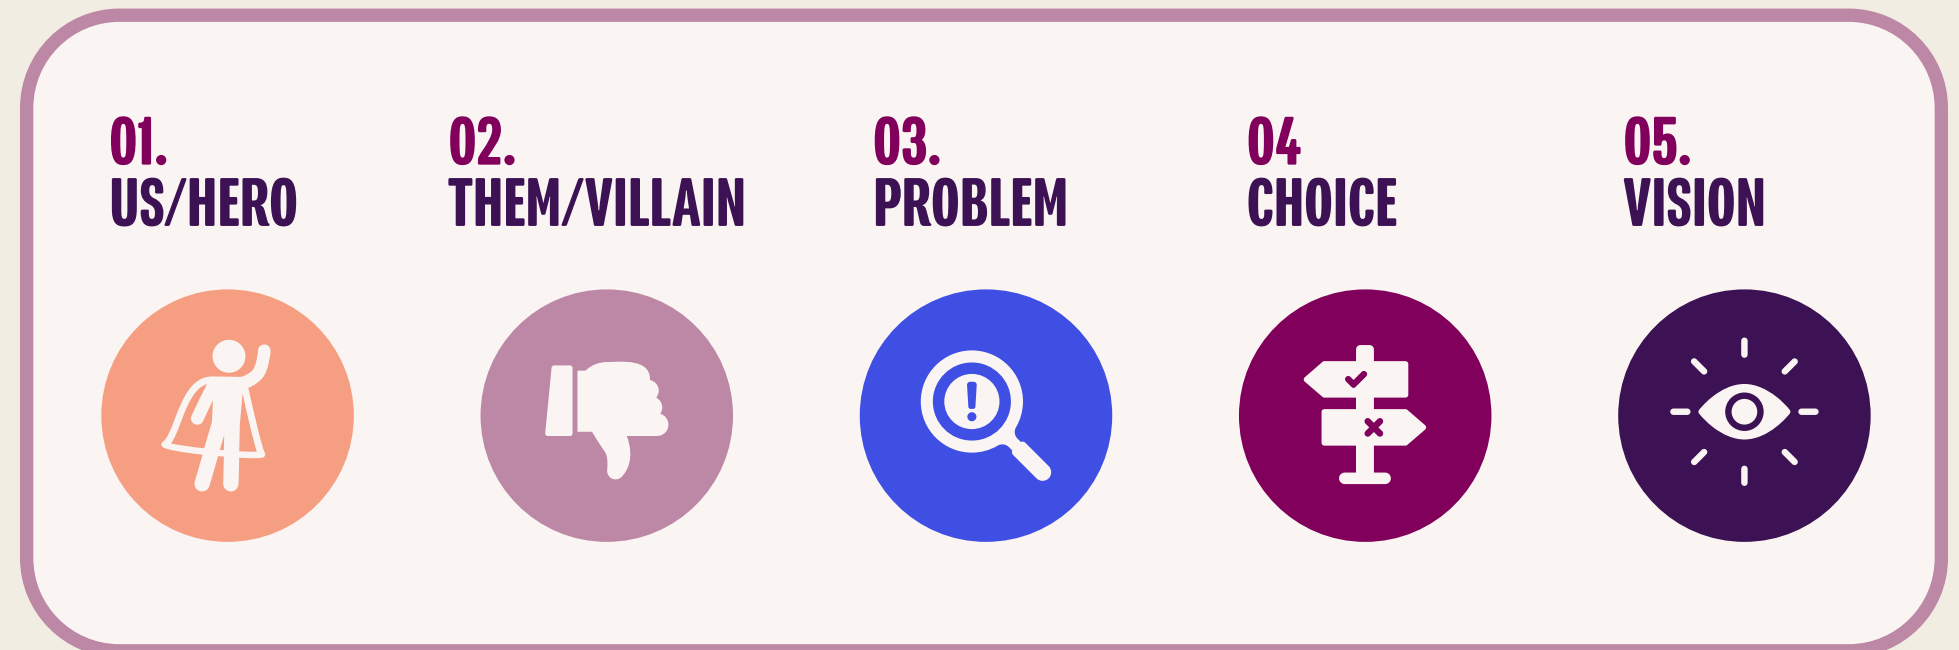 01.
US/HERO
02.
THEM/VILLAIN
03.
PROBLEM
04
CHOICE
05.
VISION